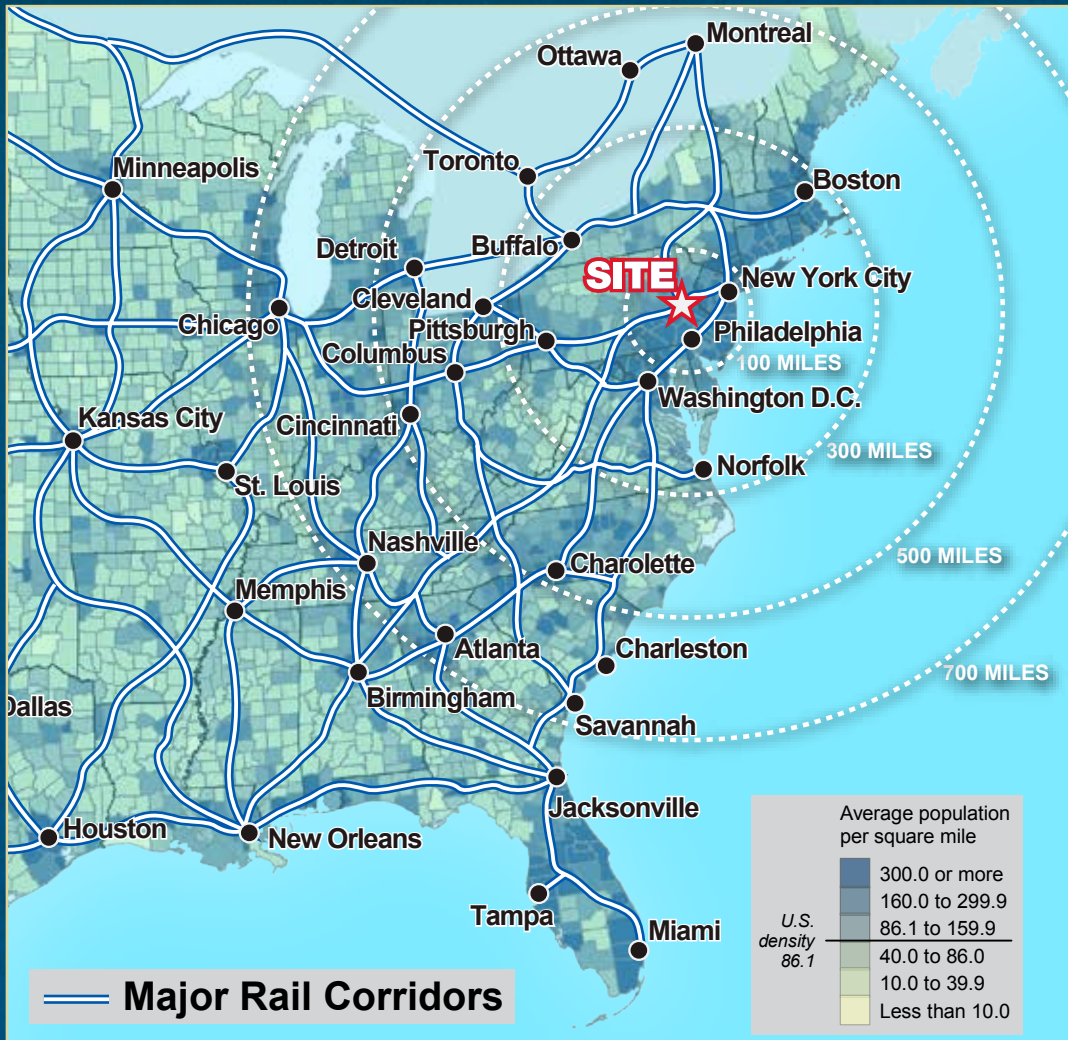 Montreal
Ottawa
Toronto
Minneapolis
Boston
Detroit
Buffalo
SITE
New York City
Cleveland
Chicago
Pittsburgh
Philadelphia
Columbus
100 MILES
Washington D.C.
Kansas City
Cincinnati
300 MILES
Norfolk
St. Louis
Nashville
500 MILES
Charolette
Memphis
Atlanta
Charleston
700 MILES
Birmingham
Dallas
Savannah
Jacksonville
Houston
New Orleans
Tampa
Miami
Average population
per square mile
300.0 or more
160.0 to 299.9
86.1 to 159.9
U.S.
density
86.1
40.0 to 86.0
10.0 to 39.9
Less than 10.0
Major Rail Corridors